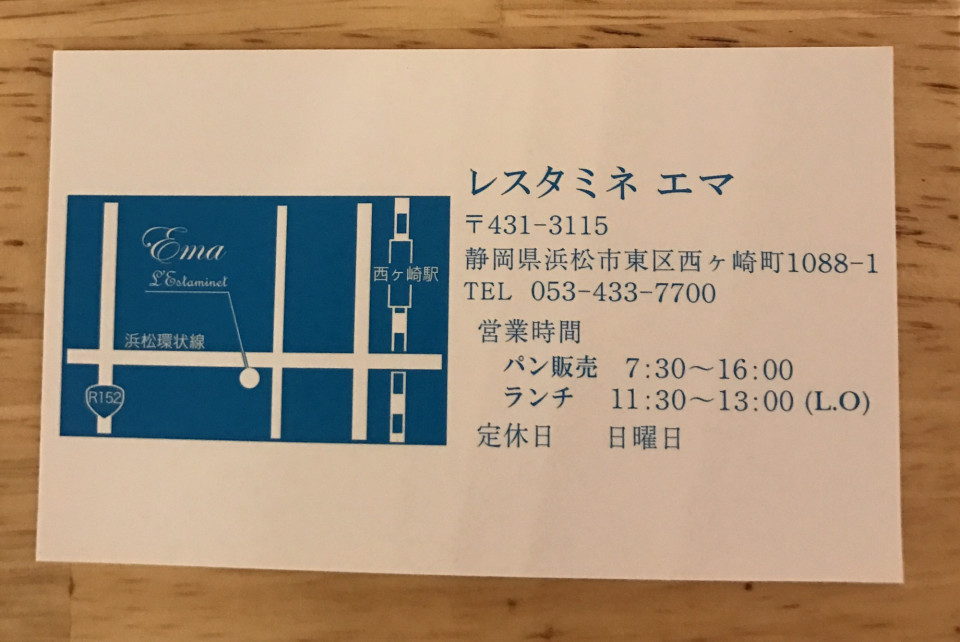 レスタミネ エマ
〒431-3115
静岡県浜松市東区西ヶ崎町1088-1
TEL 053-433-7700
営業時間
パン販売 7:30～16:00
ランチ 11:30～13:00 (L.O)
定休日 日曜日
Ema
L'Estaminet
西ヶ崎駅
浜松環状線
R152